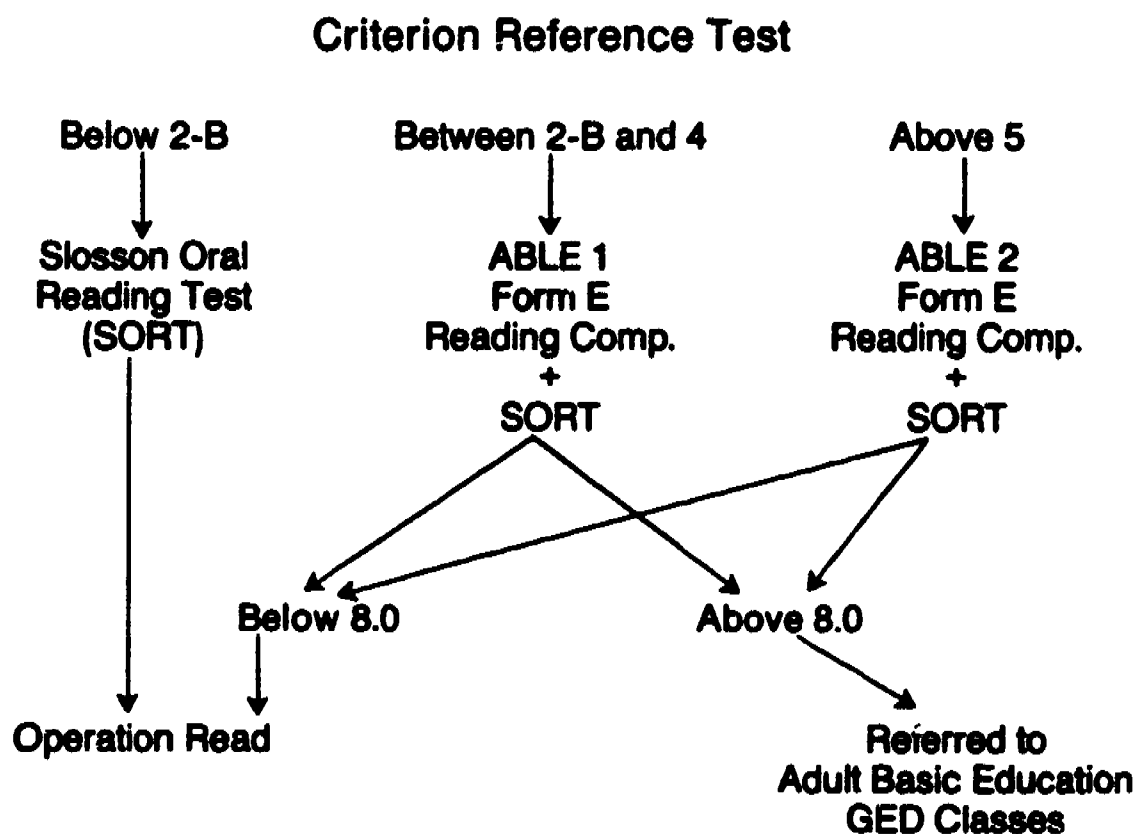 Criterion Reference Test
Below 2-B
Between 2-B and 4
Above 5
Slosson Oral
Reading Test
(SORT)
ABLE 1
Form E
Reading Comp.
+
SORT
ABLE 2
Form E
Reading Comp.
+
SORT
Below 8.0
Above 8.0
Operation Read
Referred to
Adult Basic Education
GED Classes